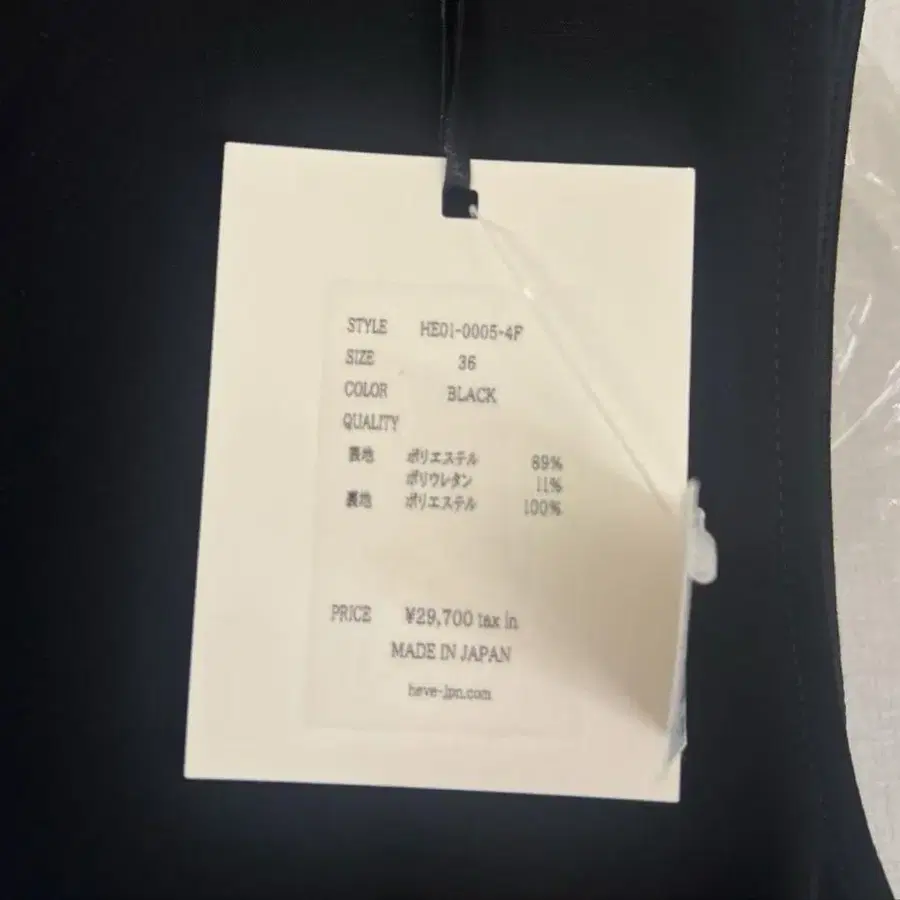 STYLE HE01-0005-4F
SIZE 36
COLOR BLACK
QUALITY
表地 ポリエステル 89%
ポリウレタン 11%
裏地 ポリエステル 100%
PRICE ¥29,700 tax in
MADE IN JAPAN
heve-jpn.com